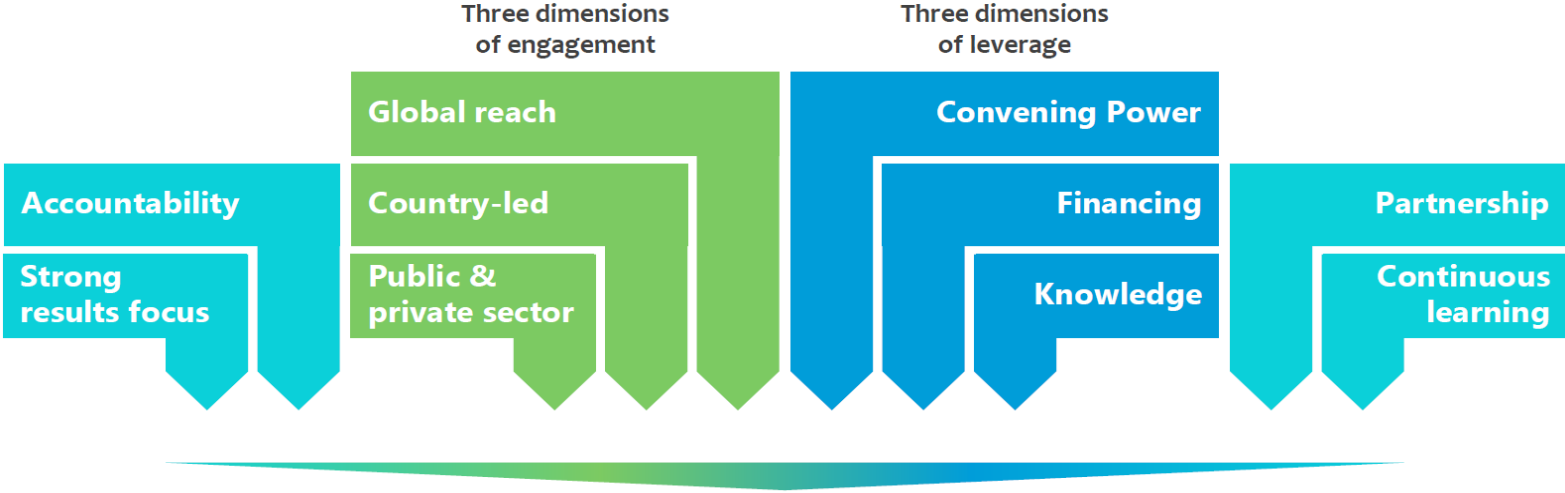 Three dimensions
of engagement
Three dimensions
of leverage
Global reach
Convening Power
Accountability
Country-led
Financing
Partnership
Strong
results focus
Public &
private sector
Knowledge
Continuous
learning